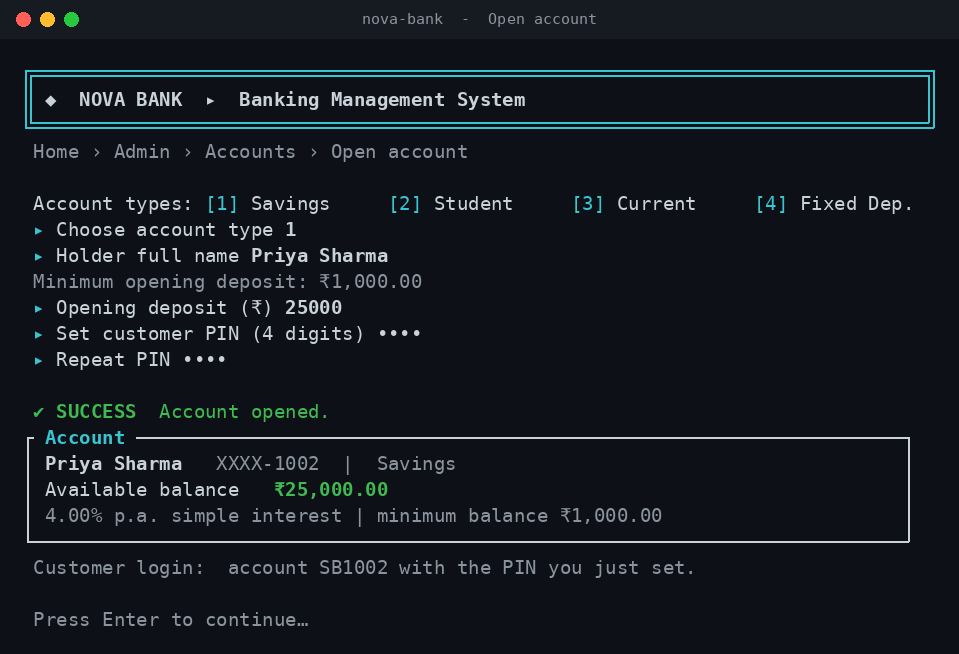 nova-bank  -  Open account
◆  NOVA BANK  ▸  Banking Management System
Home › Admin › Accounts › Open account
Account types: [1] Savings     [2] Student     [3] Current     [4] Fixed Dep.
▸ Choose account type 1
▸ Holder full name Priya Sharma
Minimum opening deposit: ₹1,000.00
▸ Opening deposit (₹) 25000
▸ Set customer PIN (4 digits) ••••
▸ Repeat PIN ••••
✔ SUCCESS  Account opened.
Account
Priya Sharma   XXXX-1002  |  Savings
Available balance   ₹25,000.00
4.00% p.a. simple interest | minimum balance ₹1,000.00
Customer login:  account SB1002 with the PIN you just set.
Press Enter to continue…